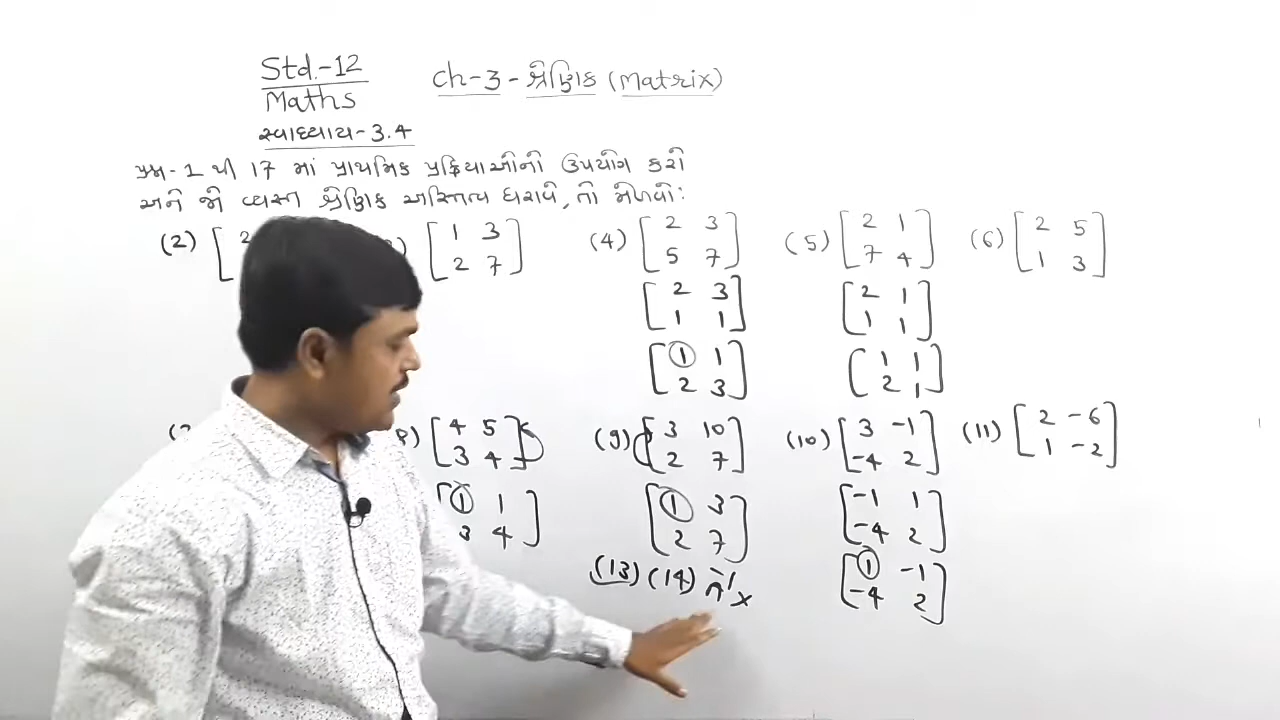 Std.-12
Maths
Ch-3 - શ્રેણિક (Matrix)
સ્વાધ્યાય - 3.4
પ્રશ્ન - 1 થી 17 માં પ્રાથમિક પ્રક્રિયાઓનો ઉપયોગ કરો
અને જો વ્યસ્ત શ્રેણિક અસ્તિત્વ ધરાવે, તો મેળવો:
(2) [ 2
[ 1 3 ]
[ 2 7 ]
(4) [ 2 3 ]
[ 5 7 ]
[ 2 3 ]
[ 1 1 ]
[ 1 1 ]
[ 2 3 ]
(5) [ 2 1 ]
[ 7 4 ]
[ 2 1 ]
[ 1 1 ]
[ 1 1 ]
[ 2 1 ]
(6) [ 2 5 ]
[ 1 3 ]
8) [ 4 5 ]
[ 3 4 ]
[ 1 1 ]
3 4 ]
(9) [ 3 10 ]
[ 2 7 ]
[ 1 3 ]
[ 2 7 ]
(13) (14)
(10) [ 3 -1 ]
[ -4 2 ]
[ -1 1 ]
[ -4 2 ]
[ 1 -1 ]
[ -4 2 ]
(11) [ 2 -6 ]
[ 1 -2 ]